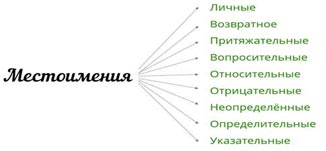 Местоимения
Личные
Возвратное
Притяжательные
Вопросительные
Относительные
Отрицательные
Неопределённые
Определительные
Указательные